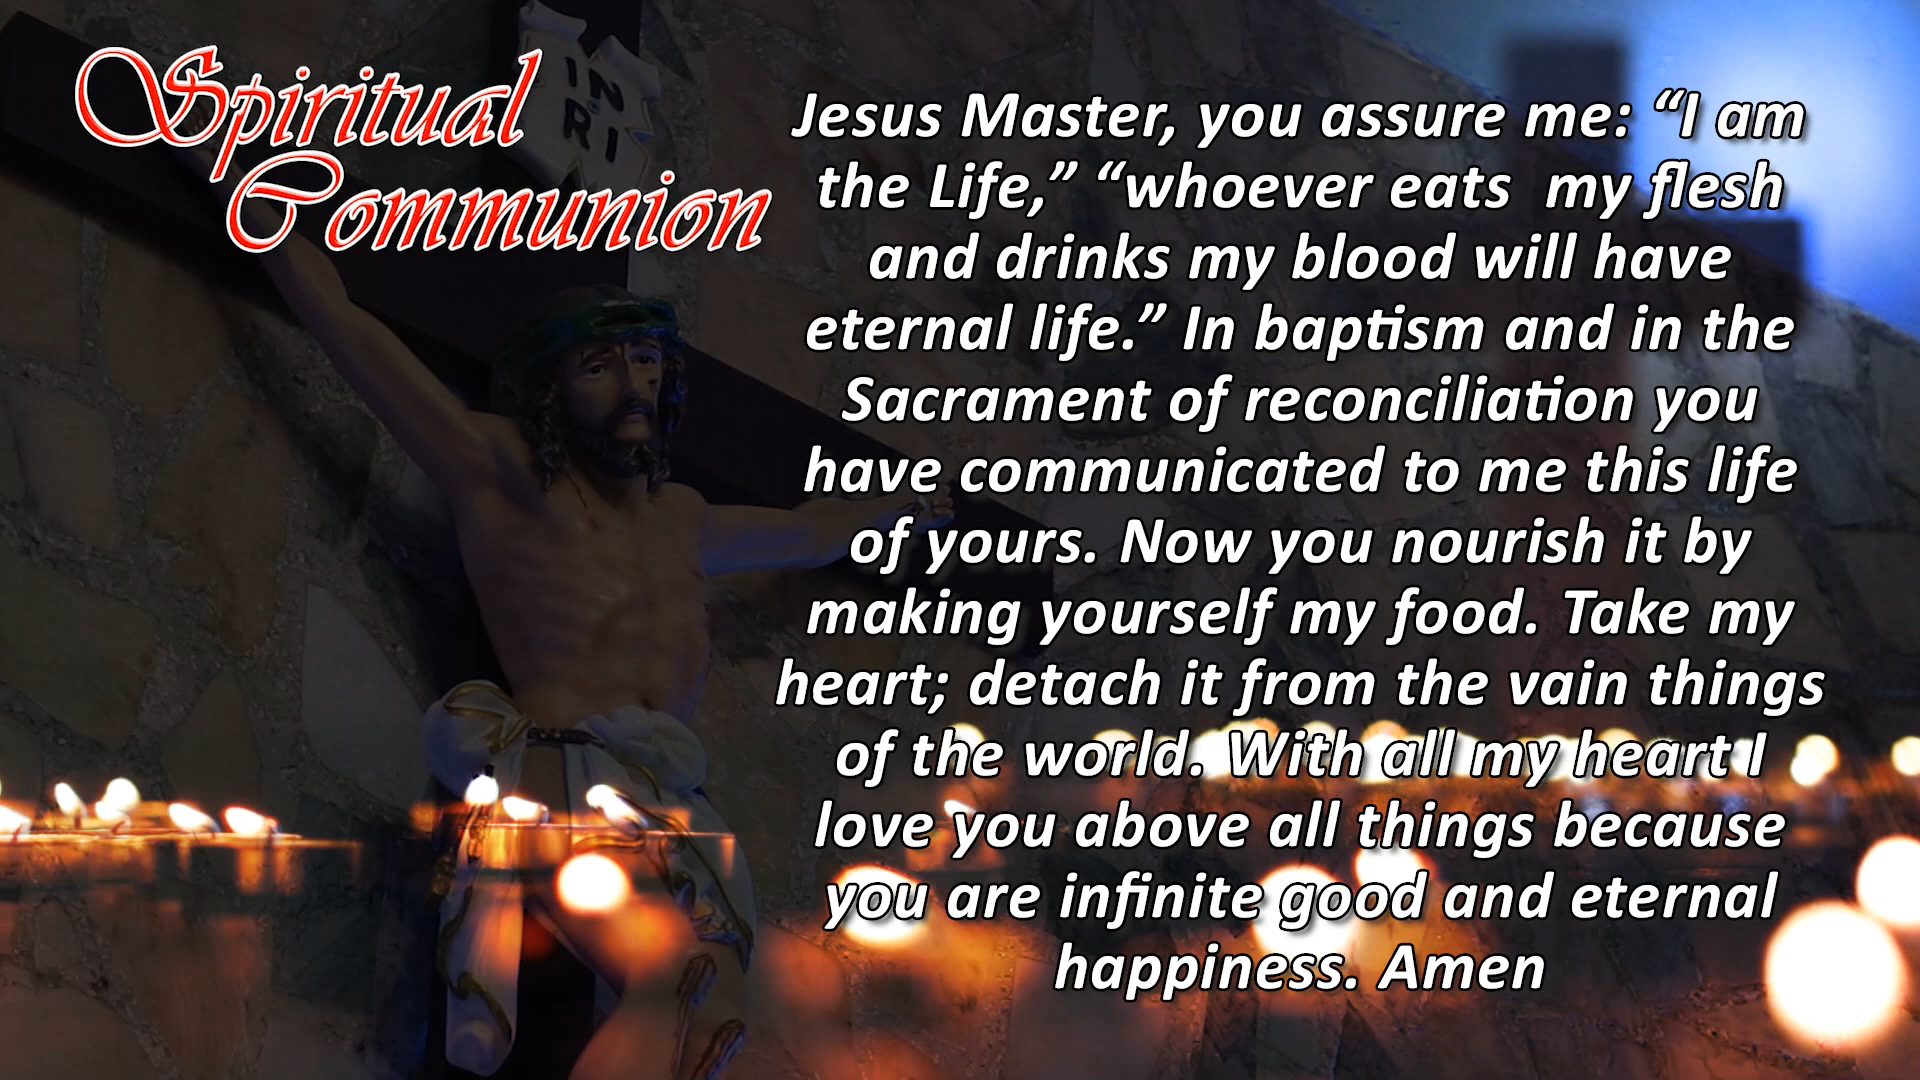 Spiritual
Communion
IN
RI
Jesus Master, you assure me: “I am
the Life,” “whoever eats  my flesh
and drinks my blood will have
eternal life.” In baptism and in the
Sacrament of reconciliation you
have communicated to me this life
of yours. Now you nourish it by
making yourself my food. Take my
heart; detach it from the vain things
of the world. With all my heart I
love you above all things because
you are infinite good and eternal
happiness. Amen